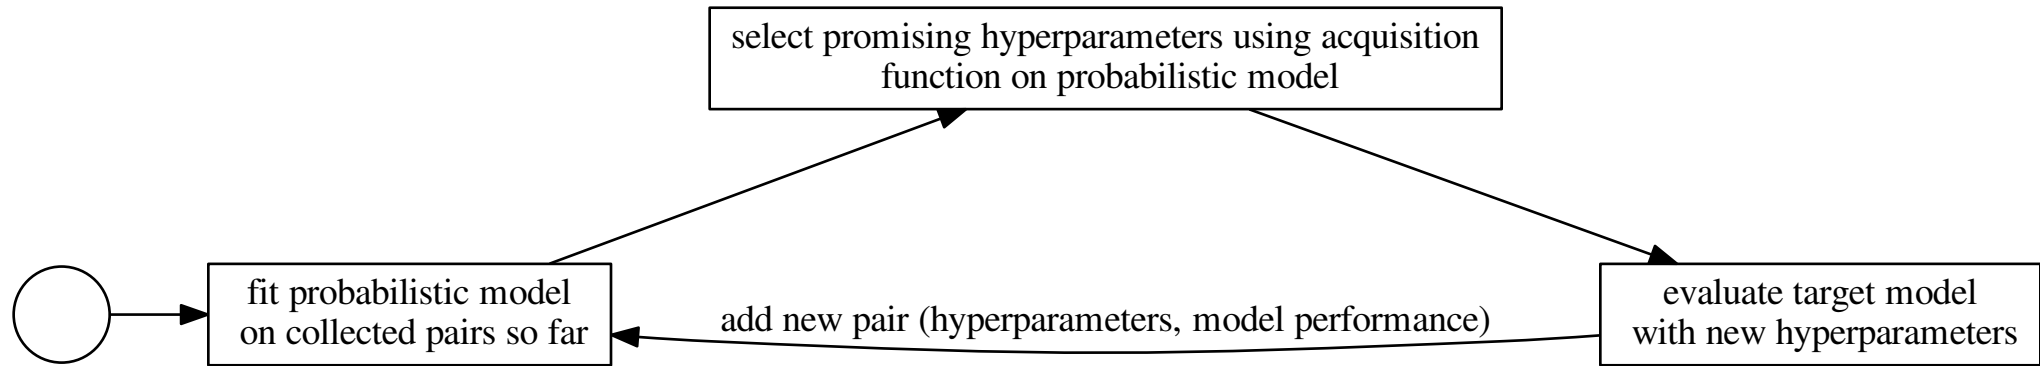 select promising hyperparameters using acquisition
function on probabilistic model
fit probabilistic model
on collected pairs so far
add new pair (hyperparameters, model performance)
evaluate target model
with new hyperparameters